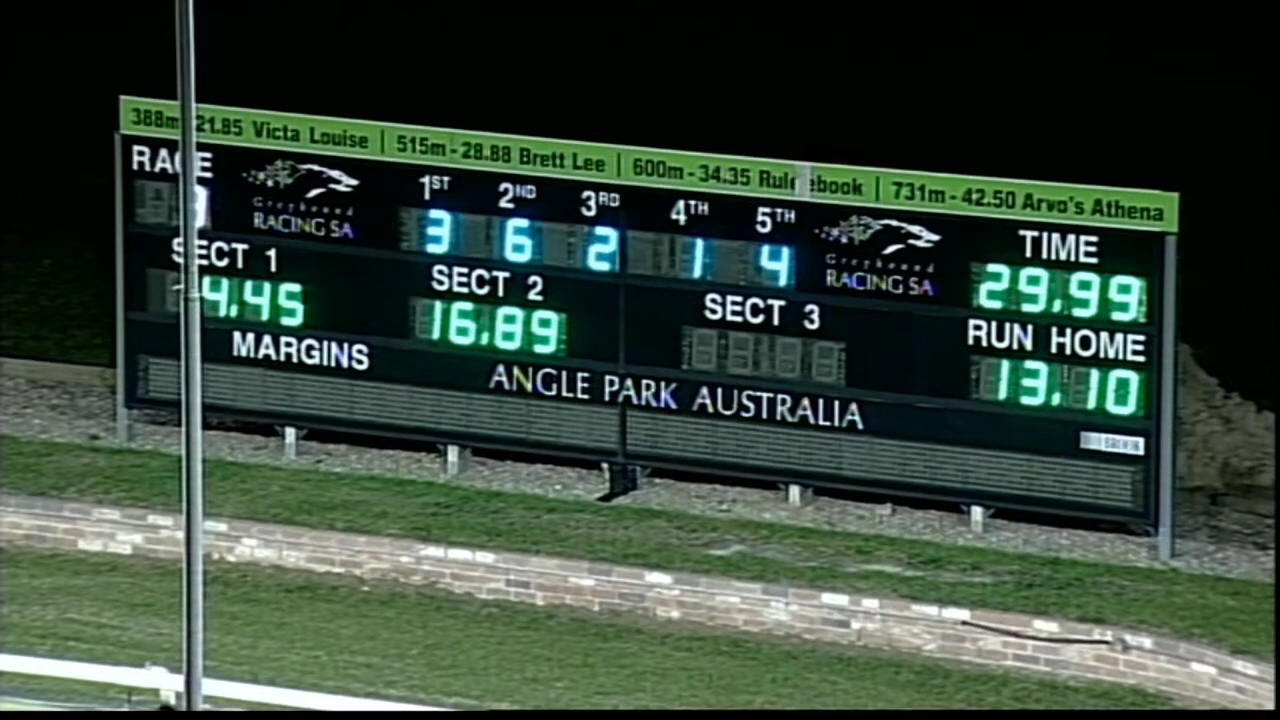 388m 21.85 Victa Louise | 515m - 28.88 Brett Lee | 600m - 34.35 Rulebook | 731m - 42.50 Arvo's Athena
RACE
Greyhound
RACING SA
1ST 2ND 3RD 4TH 5TH
3 6 2 1 4
Greyhound
RACING SA
TIME
29.99
SECT 1
4.45
SECT 2
16.89
SECT 3
RUN HOME
13.10
MARGINS
ANGLE PARK AUSTRALIA